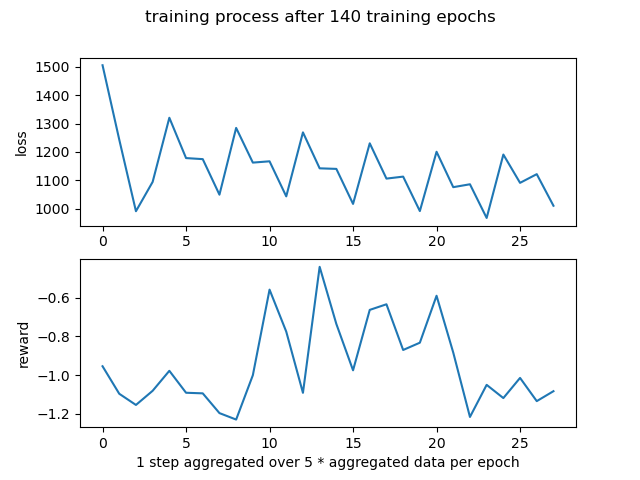 training process after 140 training epochs
loss
1500
1400
1300
1200
1100
1000
0 5 10 15 20 25
reward
−0.6
−0.8
−1.0
−1.2
0 5 10 15 20 25
1 step aggregated over 5 * aggregated data per epoch